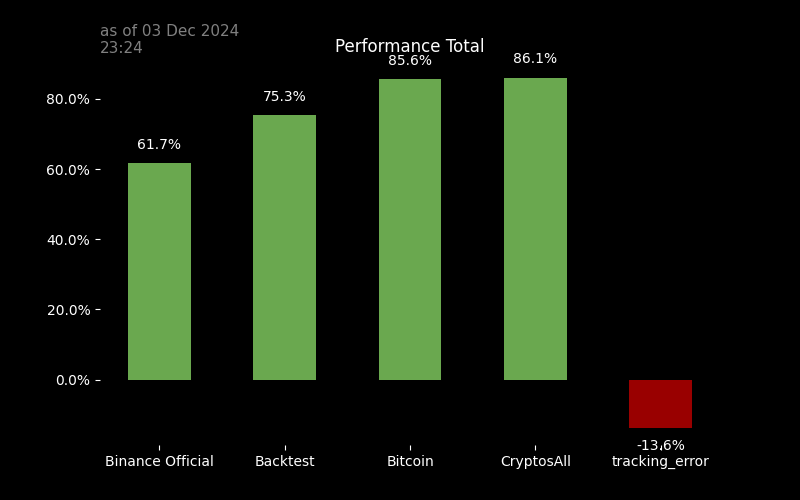 as of 03 Dec 2024
23:24
Performance Total
85.6%
86.1%
75.3%
61.7%
80.0%
60.0%
40.0%
20.0%
0.0%
-13.6%
Binance Official
Backtest
Bitcoin
CryptosAll
tracking_error